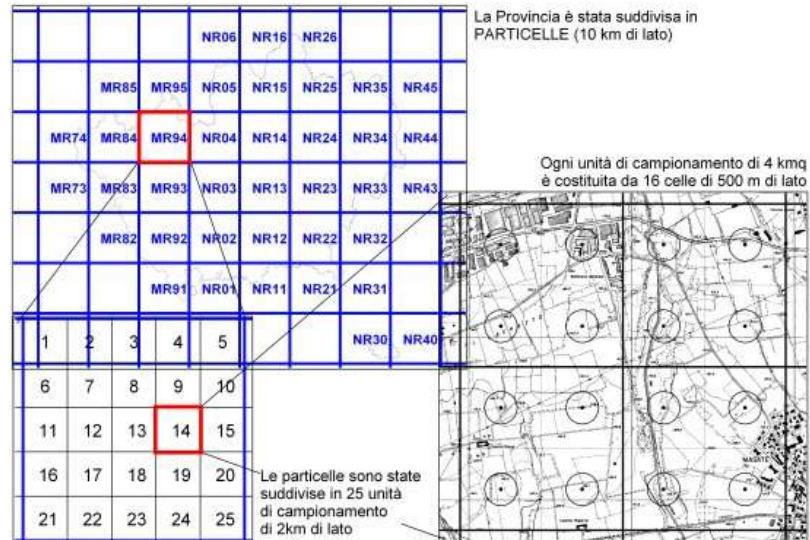 La Provincia è stata suddivisa in
PARTICELLE (10 km di lato)
NR06 NR16 NR26
MR85 MR95 NR05 NR15 NR25 NR35 NR45
MR74 MR84 MR94 NR04 NR14 NR24 NR34 NR44
MR73 MR83 MR93 NR03 NR13 NR23 NR33 NR43
MR82 MR92 NR02 NR12 NR22 NR32
MR91 NR01 NR11 NR21 NR31
NR30 NR40
Ogni unità di campionamento di 4 kmq
è costituita da 16 celle di 500 m di lato
1 2 3 4 5
6 7 8 9 10
11 12 13 14 15
16 17 18 19 20
21 22 23 24 25
Le particelle sono state
suddivise in 25 unità
di campionamento
di 2km di lato
MASATE